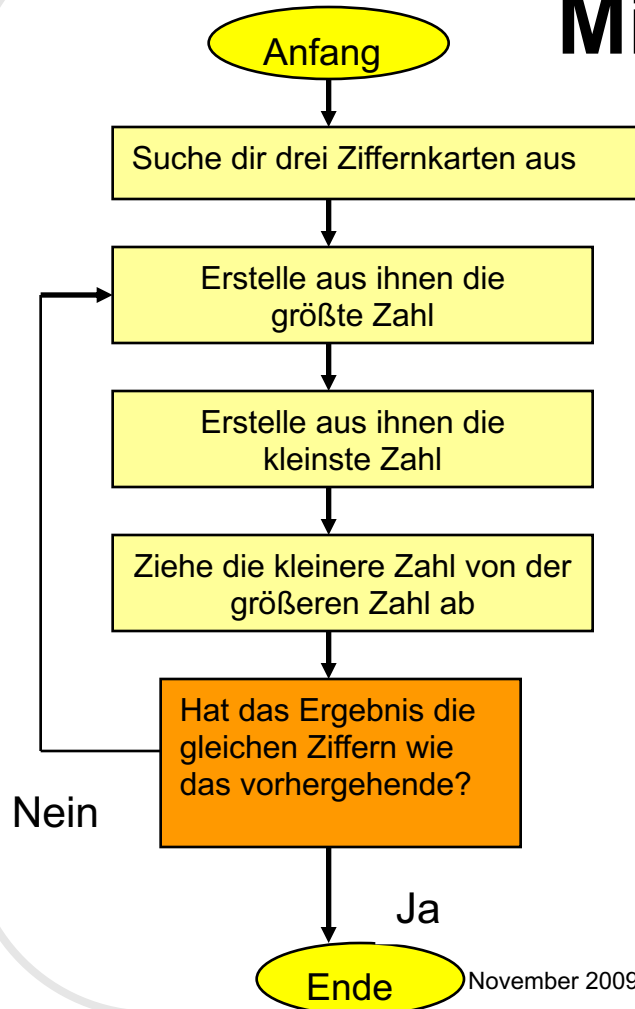 Mi
Anfang
Suche dir drei Ziffernkarten aus
Erstelle aus ihnen die
größte Zahl
Erstelle aus ihnen die
kleinste Zahl
Ziehe die kleinere Zahl von der
größeren Zahl ab
Hat das Ergebnis die
gleichen Ziffern wie
das vorhergehende?
Nein
Ja
Ende
November 2009